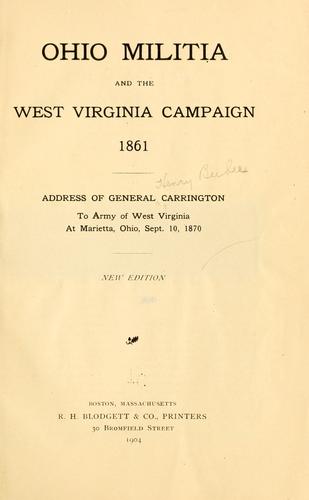 OHIO MILITIA
AND THE
WEST VIRGINIA CAMPAIGN
1861
ADDRESS OF GENERAL CARRINGTON
To Army of West Virginia
At Marietta, Ohio, Sept. 10, 1870
Henry
NEW EDITION
BOSTON, MASSACHUSETTS
R. H. BLODGETT & CO., PRINTERS
30 BROMFIELD STREET
1904